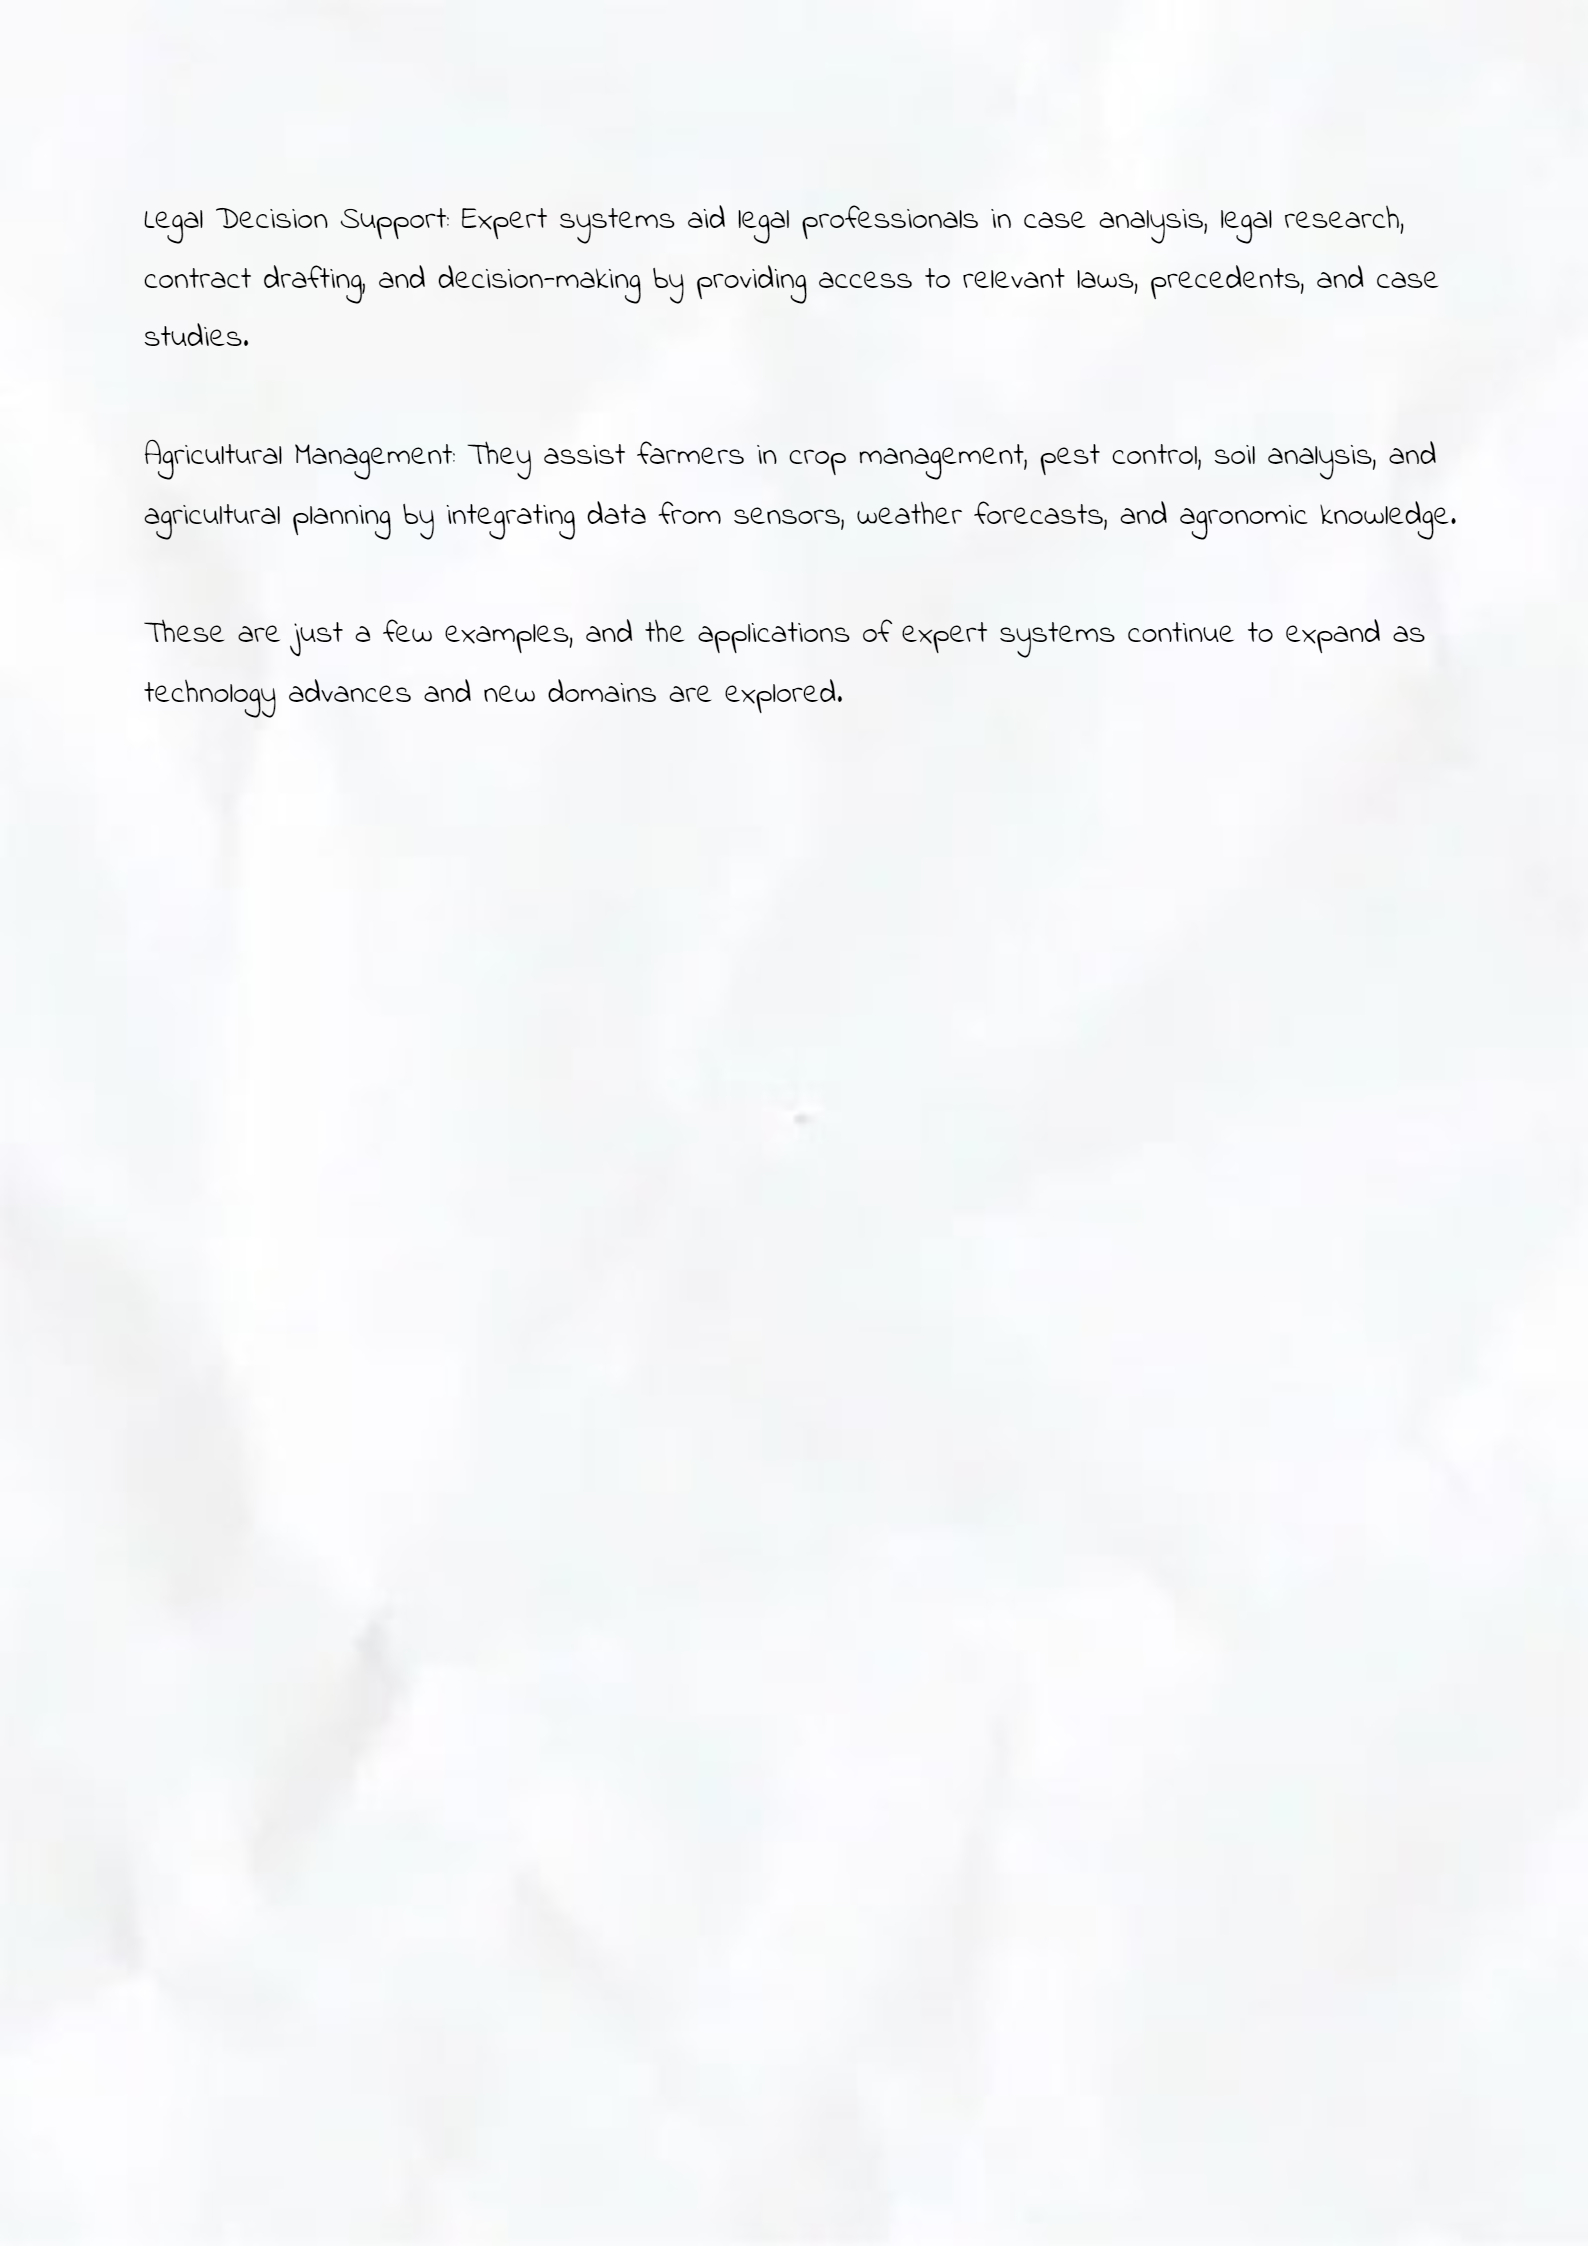 Legal Decision Support: Expert systems aid legal professionals in case analysis, legal research,
contract drafting, and decision-making by providing access to relevant laws, precedents, and case
studies.
Agricultural Management: They assist farmers in crop management, pest control, soil analysis, and
agricultural planning by integrating data from sensors, weather forecasts, and agronomic knowledge.
These are just a few examples, and the applications of expert systems continue to expand as
technology advances and new domains are explored.